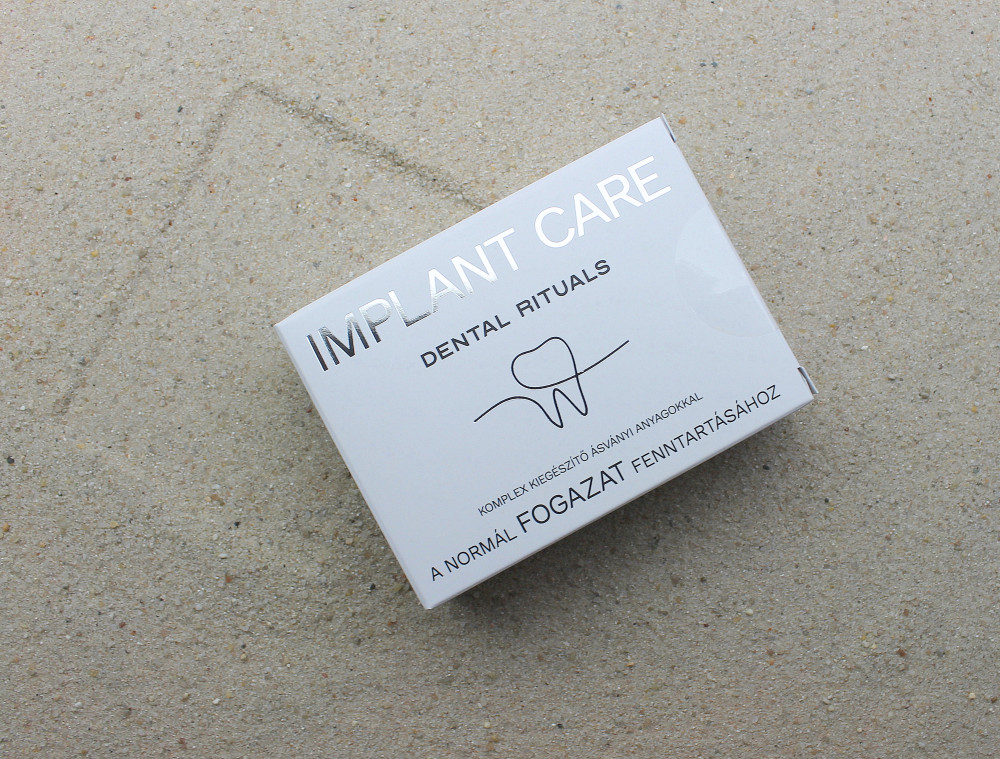 IMPLANT CARE
DENTAL RITUALS
KOMPLEX KIEGÉSZÍTŐ ÁSVÁNYI ANYAGOKKAL
A NORMÁL FOGAZAT FENNTARTÁSÁHOZ